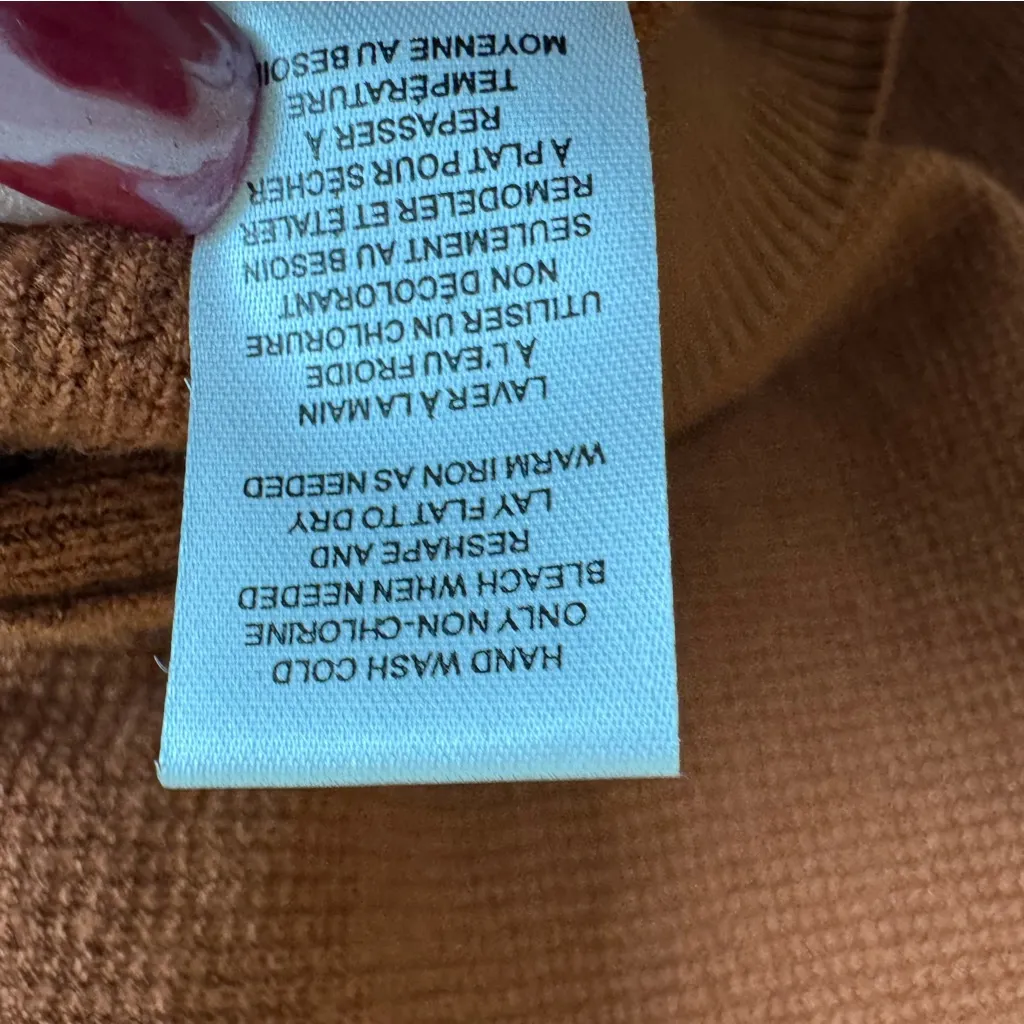 HAND WASH COLD
ONLY NON-CHLORINE
BLEACH WHEN NEEDED
RESHAPE AND
LAY FLAT TO DRY
WARM IRON AS NEEDED
LAVER À LA MAIN
À L'EAU FROIDE
UTILISER UN CHLORURE
NON DÉCOLORANT
SEULEMENT AU BESOIN
REMODELER ET ÉTALER
À PLAT POUR SÉCHER
REPASSER À
TEMPÉRATURE
MOYENNE AU BESOIN